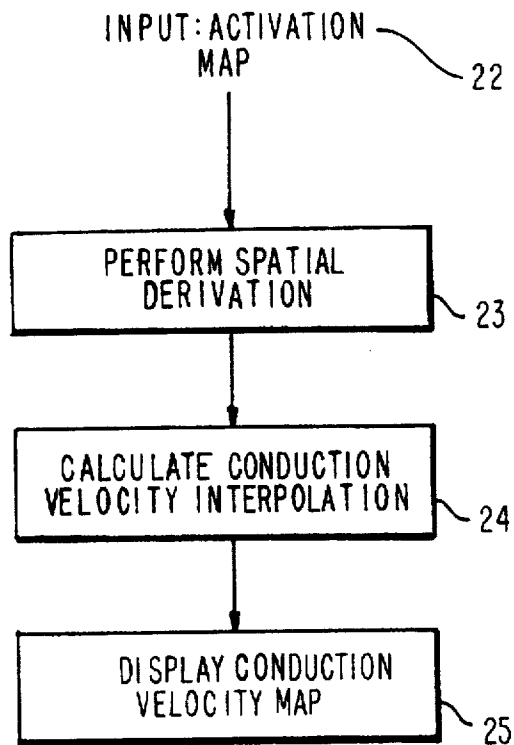 INPUT: ACTIVATION
MAP
22
PERFORM SPATIAL
DERIVATION
23
CALCULATE CONDUCTION
VELOCITY INTERPOLATION
24
DISPLAY CONDUCTION
VELOCITY MAP
25